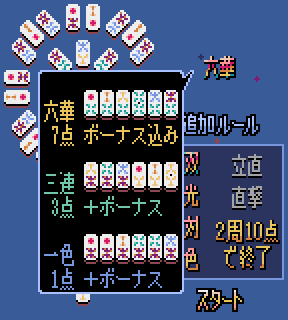 六華
追加ルール
六華
7点 ボーナス込み
三連
3点 +ボーナス
一色
1点 +ボーナス
双
光
対
色
立直
直撃
2周10点
で終了
スタート